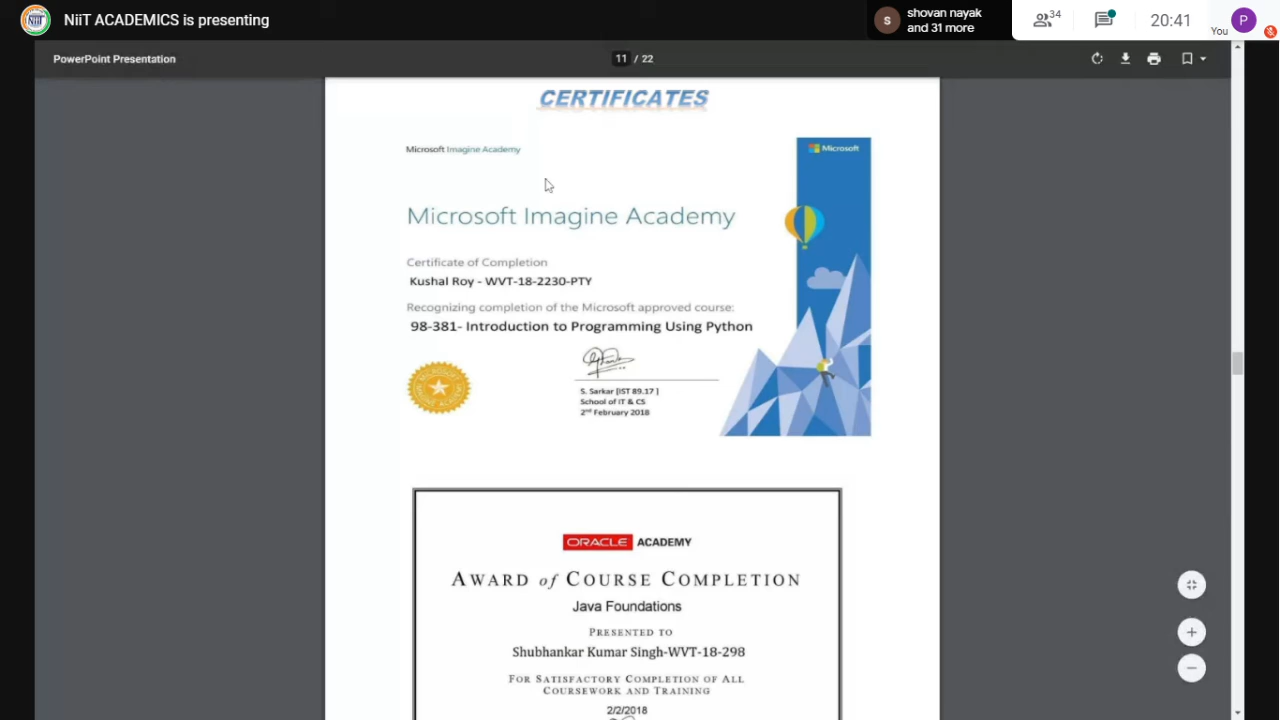 NiiT ACADEMICS is presenting
s
shovan nayak
and 31 more
34
20:41
You
P
PowerPoint Presentation
11 / 22
CERTIFICATES
Microsoft Imagine Academy
Microsoft
Microsoft Imagine Academy
Certificate of Completion
Kushal Roy - WVT-18-2230-PTY
Recognizing completion of the Microsoft approved course:
98-381- Introduction to Programming Using Python
S. Sarkar [IST 89.17 ]
School of IT & CS
2nd February 2018
ORACLE ACADEMY
AWARD of COURSE COMPLETION
Java Foundations
PRESENTED TO
Shubhankar Kumar Singh-WVT-18-298
FOR SATISFACTORY COMPLETION OF ALL
COURSEWORK AND TRAINING
2/2/2018